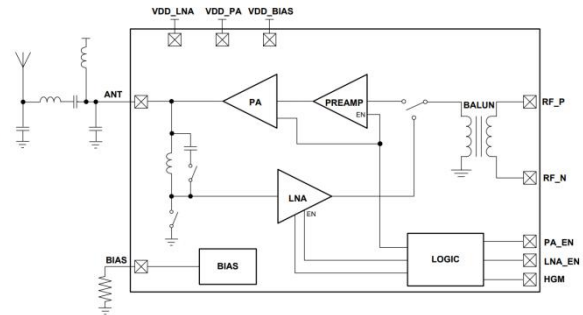 VDD_LNA VDD_PA VDD_BIAS
ANT
PA
PREAMP
EN
BALUN
RF_P
RF_N
LNA
EN
PA_EN
LNA_EN
HGM
LOGIC
BIAS
BIAS